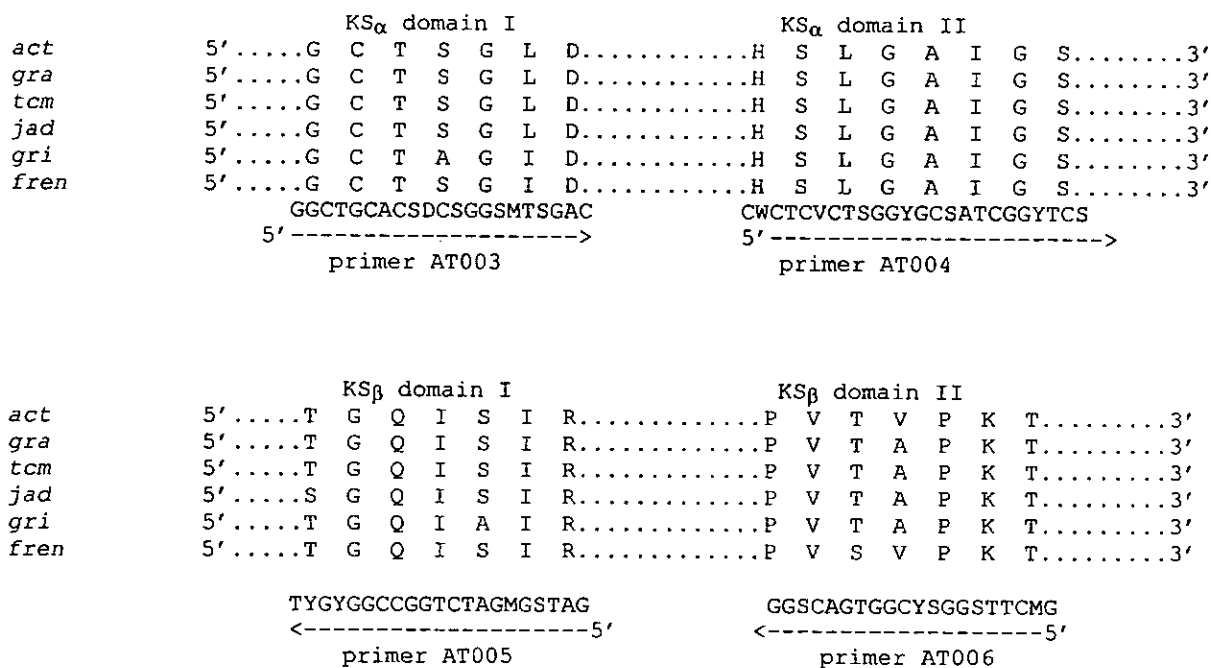 KSα domain I KSα domain II
act 5'.....G C T S G L D............H S L G A I G S........3'
gra 5'.....G C T S G L D............H S L G A I G S........3'
tcm 5'.....G C T S G L D............H S L G A I G S........3'
jad 5'.....G C T S G L D............H S L G A I G S........3'
gri 5'.....G C T A G I D............H S L G A I G S........3'
fren 5'.....G C T S G I D............H S L G A I G S........3'
GGCTGCACSDCSGGSMTSGAC CWCTCVCTSGGYGCSATCGGYTCS
5'--------------------> 5'------------------------>
primer AT003 primer AT004
KSβ domain I KSβ domain II
act 5'.....T G Q I S I R.............P V T V P K T.........3'
gra 5'.....T G Q I S I R.............P V T A P K T.........3'
tcm 5'.....T G Q I S I R.............P V T A P K T.........3'
jad 5'.....S G Q I S I R.............P V T A P K T.........3'
gri 5'.....T G Q I A I R.............P V T A P K T.........3'
fren 5'.....T G Q I S I R.............P V S V P K T.........3'
TYGYGGCCGGTCTAGMGSTAG GGSCAGTGGCYSGGSTTCMG
<--------------------5' <-------------------5'
primer AT005 primer AT006